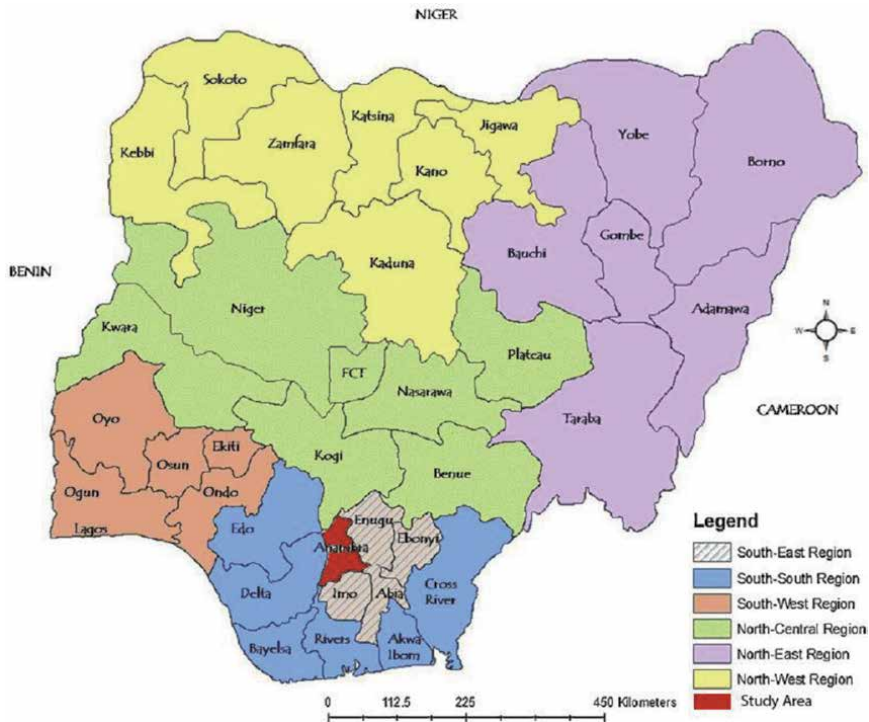 NIGER
Sokoto
Katsina
Jigawa
Yobe
Kebbi
Zamfara
Kano
Borno
Gombe
Bauchi
Kaduna
BENIN
Niger
Adamawa
N
W E
S
Kwara
Plateau
FCT
Nasarawa
CAMEROON
Oyo
Taraba
Ekiti
Osun
Kogi
Benue
Ogun
Ondo
Lagos
Edo
Enugu
Ebonyi
Anambra
Delta
Imo
Abia
Cross
River
Bayelsa
Rivers
Akwa
Ibom
Legend
South-East Region
South-South Region
South-West Region
North-Central Region
North-East Region
North-West Region
Study Area
0 112.5 225 450 Kilometers